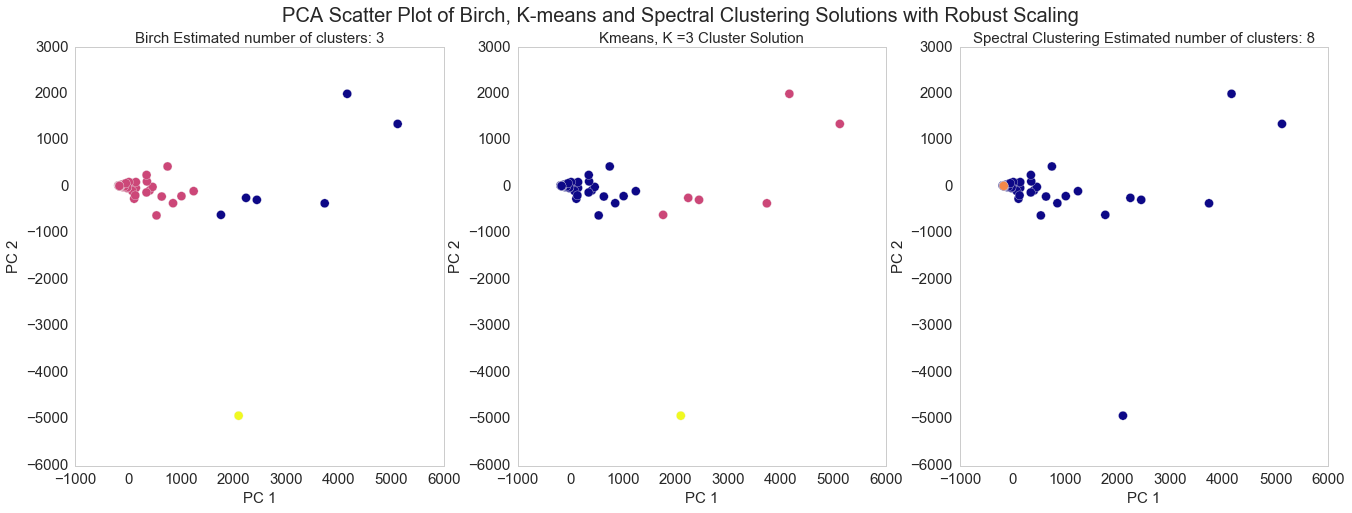 PCA Scatter Plot of Birch, K-means and Spectral Clustering Solutions with Robust Scaling
Birch Estimated number of clusters: 3
3000
2000
1000
0
−1000
−2000
−3000
−4000
−5000
−6000
PC 2
−1000 0 1000 2000 3000 4000 5000 6000
PC 1
Kmeans, K =3 Cluster Solution
3000
2000
1000
0
−1000
−2000
−3000
−4000
−5000
−6000
PC 2
−1000 0 1000 2000 3000 4000 5000 6000
PC 1
Spectral Clustering Estimated number of clusters: 8
3000
2000
1000
0
−1000
−2000
−3000
−4000
−5000
−6000
PC 2
−1000 0 1000 2000 3000 4000 5000 6000
PC 1